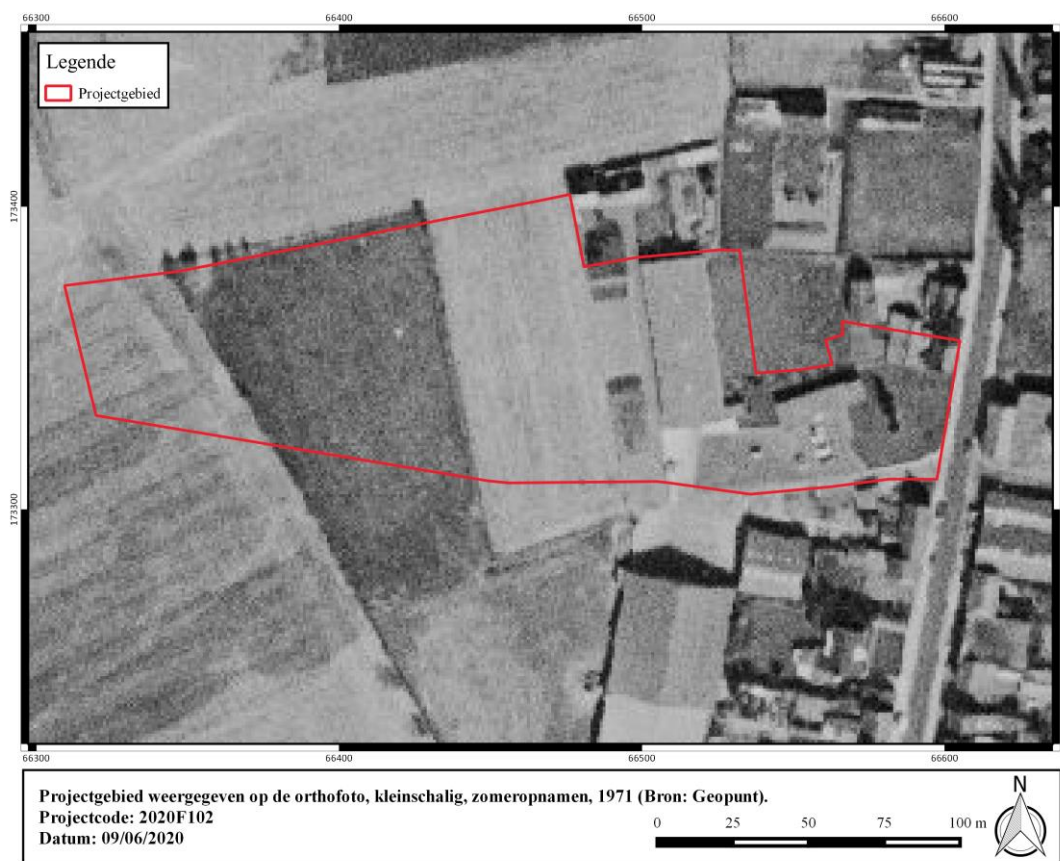 66300 66400 66500 66600
Legende
Projectgebied
173400
173300
66300 66400 66500 66600
Projectgebied weergegeven op de orthofoto, kleinschalig, zomeropnamen, 1971 (Bron: Geopunt).
Projectcode: 2020F102
Datum: 09/06/2020
0 25 50 75 100 m
N